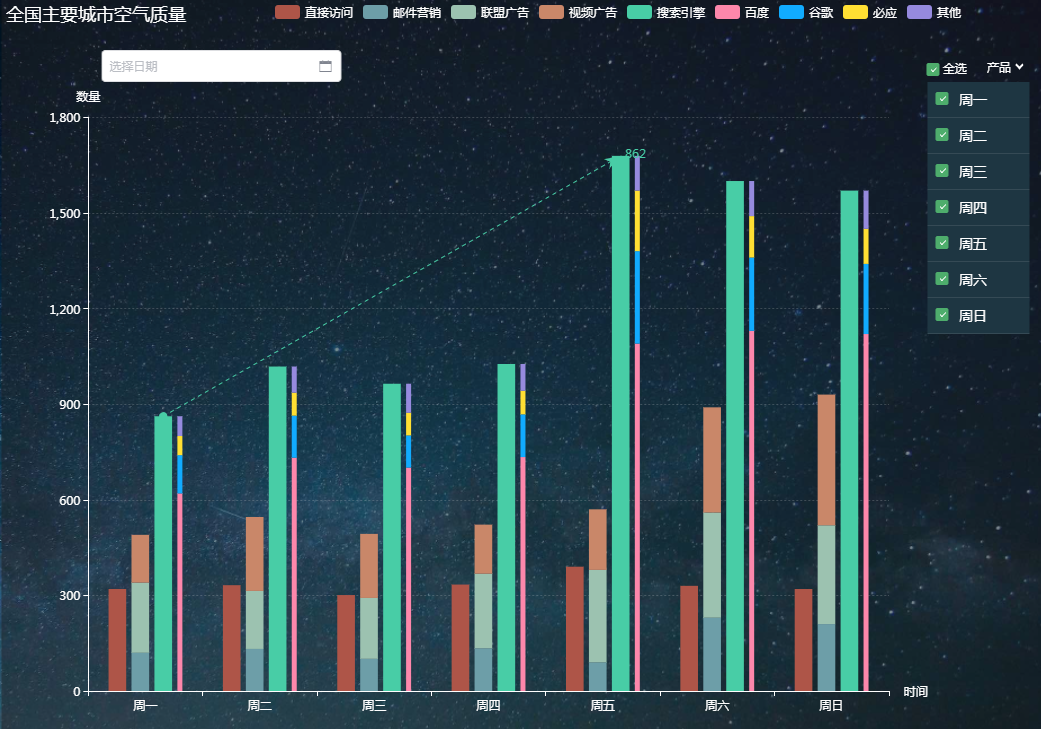 全国主要城市空气质量
直接访问 邮件营销 联盟广告 视频广告 搜索引擎 百度 谷歌 必应 其他
选择日期
全选 产品
周一
周二
周三
周四
周五
周六
周日
数量
862
1,800
1,500
1,200
900
600
300
0
周一 周二 周三 周四 周五 周六 周日
时间